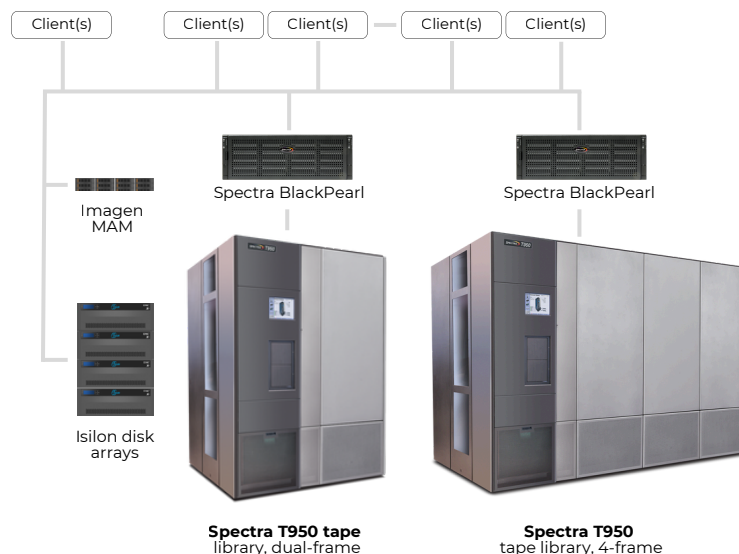 Client(s)
Client(s)
Client(s)
Client(s)
Client(s)
Spectra BlackPearl
Spectra BlackPearl
Imagen
MAM
Isilon disk
arrays
Spectra T950 tape
library, dual-frame
Spectra T950
tape library, 4-frame